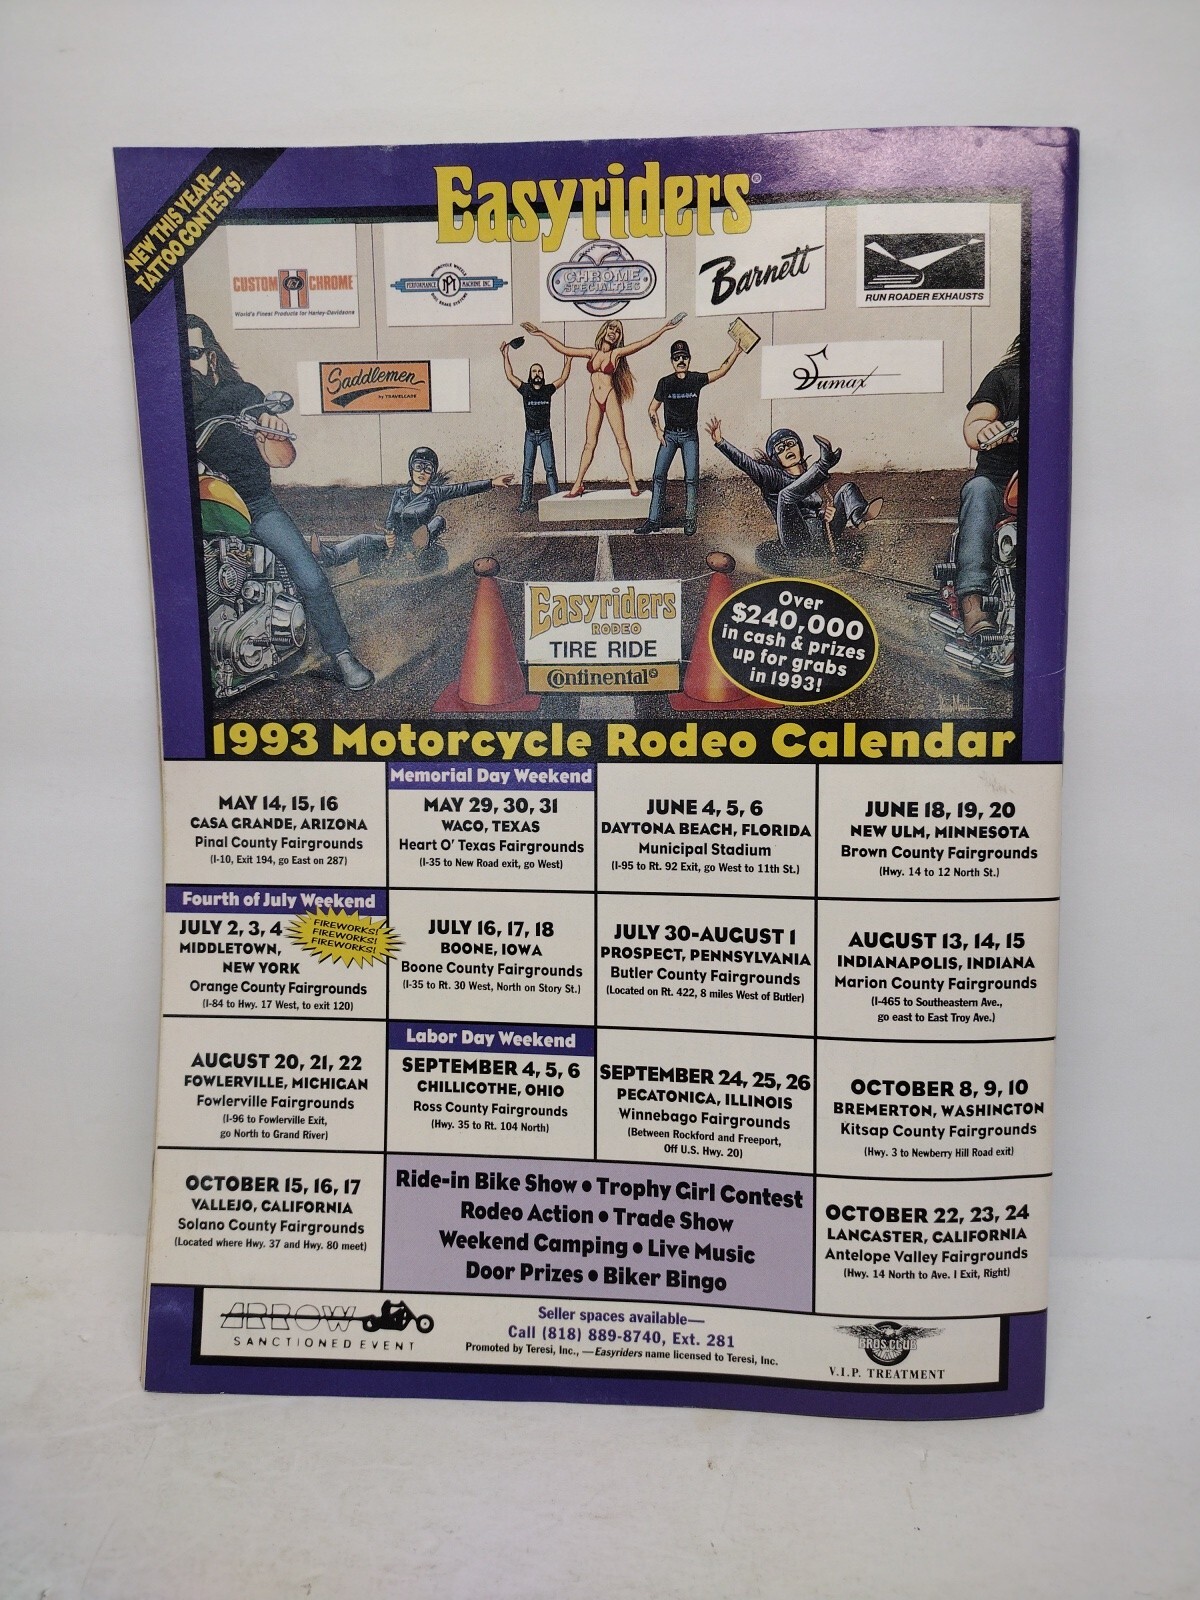 NEW THIS YEAR—
TATTOO CONTESTS!
Easyriders®
CUSTOM CHROME
World's Finest Products for Harley-Davidsons
MOTORCYCLE WHEELS
PERFORMANCE PM MACHINE INC.
DISC BRAKE SYSTEMS
CHROME
SPECIALTIES
Barnett
RUN ROADER EXHAUSTS
Saddlemen
by TRAVELCADE
Sumax
Easyriders
RODEO
TIRE RIDE
Continental
Over
$240,000
in cash & prizes
up for grabs
in 1993!
1993 Motorcycle Rodeo Calendar
MAY 14, 15, 16
CASA GRANDE, ARIZONA
Pinal County Fairgrounds
(I-10, Exit 194, go East on 287)
Memorial Day Weekend
MAY 29, 30, 31
WACO, TEXAS
Heart O' Texas Fairgrounds
(I-35 to New Road exit, go West)
JUNE 4, 5, 6
DAYTONA BEACH, FLORIDA
Municipal Stadium
(I-95 to Rt. 92 Exit, go West to 11th St.)
JUNE 18, 19, 20
NEW ULM, MINNESOTA
Brown County Fairgrounds
(Hwy. 14 to 12 North St.)
Fourth of July Weekend
JULY 2, 3, 4
MIDDLETOWN,
NEW YORK
Orange County Fairgrounds
(I-84 to Hwy. 17 West, to exit 120)
FIREWORKS!
FIREWORKS!
FIREWORKS!
JULY 16, 17, 18
BOONE, IOWA
Boone County Fairgrounds
(I-35 to Rt. 30 West, North on Story St.)
JULY 30-AUGUST 1
PROSPECT, PENNSYLVANIA
Butler County Fairgrounds
(Located on Rt. 422, 8 miles West of Butler)
AUGUST 13, 14, 15
INDIANAPOLIS, INDIANA
Marion County Fairgrounds
(I-465 to Southeastern Ave.,
go east to East Troy Ave.)
AUGUST 20, 21, 22
FOWLERVILLE, MICHIGAN
Fowlerville Fairgrounds
(I-96 to Fowlerville Exit,
go North to Grand River)
Labor Day Weekend
SEPTEMBER 4, 5, 6
CHILLICOTHE, OHIO
Ross County Fairgrounds
(Hwy. 35 to Rt. 104 North)
SEPTEMBER 24, 25, 26
PECATONICA, ILLINOIS
Winnebago Fairgrounds
(Between Rockford and Freeport,
Off U.S. Hwy. 20)
OCTOBER 8, 9, 10
BREMERTON, WASHINGTON
Kitsap County Fairgrounds
(Hwy. 3 to Newberry Hill Road exit)
OCTOBER 15, 16, 17
VALLEJO, CALIFORNIA
Solano County Fairgrounds
(Located where Hwy. 37 and Hwy. 80 meet)
Ride-in Bike Show • Trophy Girl Contest
Rodeo Action • Trade Show
Weekend Camping • Live Music
Door Prizes • Biker Bingo
OCTOBER 22, 23, 24
LANCASTER, CALIFORNIA
Antelope Valley Fairgrounds
(Hwy. 14 North to Ave. I Exit, Right)
ARROW
SANCTIONED EVENT
Seller spaces available—
Call (818) 889-8740, Ext. 281
Promoted by Teresi, Inc., —Easyriders name licensed to Teresi, Inc.
BROS CLUB
V.I.P. TREATMENT